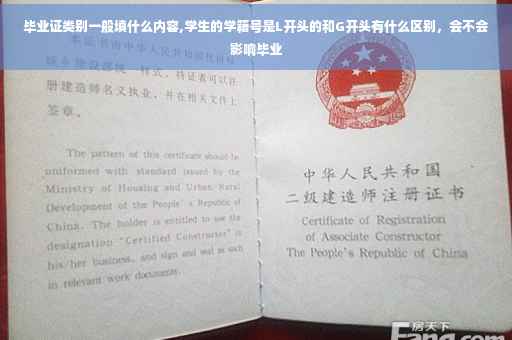 毕业证类别一般填什么内容,学生的学藉号是L开头的和G开头有什么区别，会不会
影响毕业
本证书由中华人民共和国
城乡建设部统一样式，持证者可以注
册建造师名义执业，并在相关文件上
签章。
The pattern of this certificate should be
uniformed with standard issued by the
Ministry of Housing and Urban Rural
Development of the People's Republic of
China. The holder is entitled to use the
designation "Certified Constructor" in
his/her business, and sign and seal as such
in relevant work documents.
中华人民共和国
二级建造师注册证书
Certificate of Registration
of Associate Constructor
The People's Republic of China
房天下
Fang.com